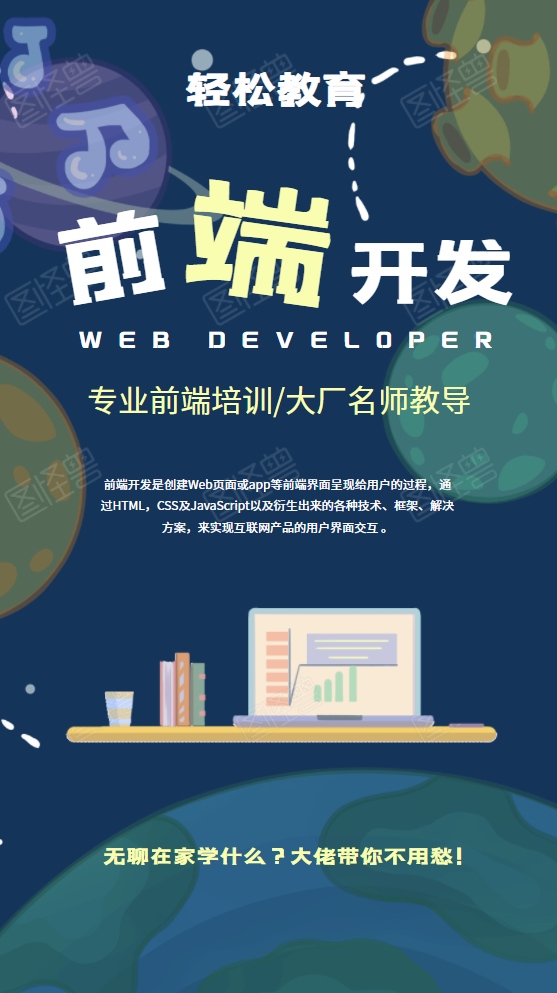 轻松教育
前端开发
WEB DEVELOPER
专业前端培训/大厂名师教导
前端开发是创建Web页面或app等前端界面呈现给用户的过程，通
过HTML，CSS及JavaScript以及衍生出来的各种技术、框架、解决
方案，来实现互联网产品的用户界面交互。
无聊在家学什么？大佬带你不用愁！
图怪兽